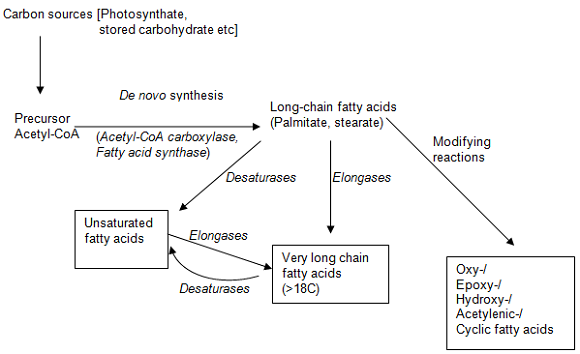 Carbon sources [Photosynthate,
stored carbohydrate etc]
De novo synthesis
Precursor
Acetyl-CoA
(Acetyl-CoA carboxylase,
Fatty acid synthase)
Long-chain fatty acids
(Palmitate, stearate)
Modifying
reactions
Desaturases
Elongases
Unsaturated
fatty acids
Elongases
Desaturases
Very long chain
fatty acids
(>18C)
Oxy-/
Epoxy-/
Hydroxy-/
Acetylenic-/
Cyclic fatty acids